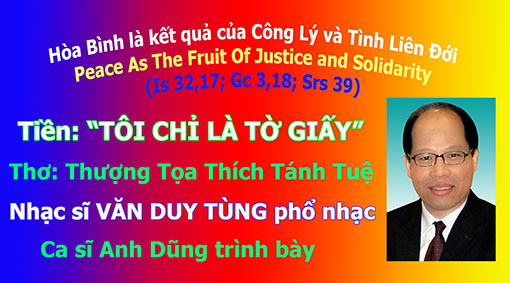 Hòa Bình là kết quả của Công Lý và Tình Liên Đới
Peace As The Fruit Of Justice and Solidarity
(Is 32,17; Gc 3,18; Srs 39)
Tiền: “TÔI CHỈ LÀ TỜ GIẤY”
Thơ: Thượng Tọa Thích Tánh Tuệ
Nhạc sĩ VĂN DUY TÙNG phổ nhạc
Ca sĩ Anh Dũng trình bày